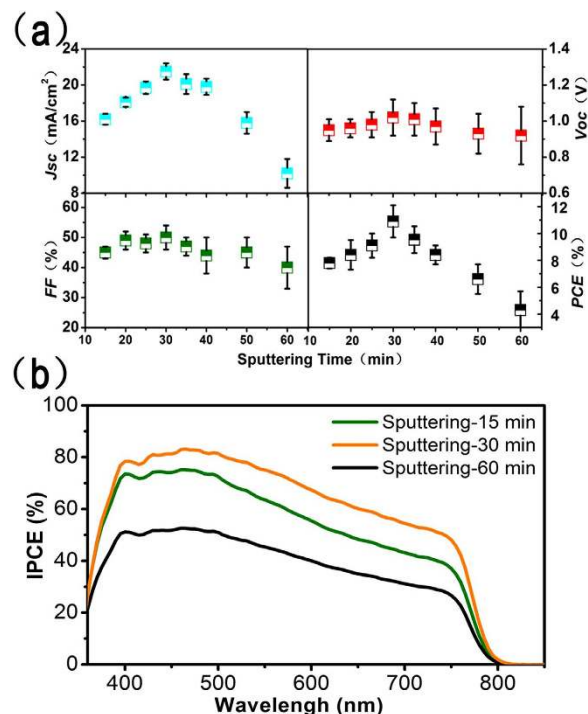 (a)
24
20
16
12
8
Jsc (mA/cm²)
1.4
1.2
1.0
0.8
0.6
Voc (V)
60
50
40
30
20
FF (%)
12
10
8
6
4
PCE (%)
10 20 30 40 50 60 10 20 30 40 50 60
Sputtering Time (min)
(b)
100
80
60
40
20
0
IPCE (%)
Sputtering-15 min
Sputtering-30 min
Sputtering-60 min
400 500 600 700 800
Wavelengh (nm)